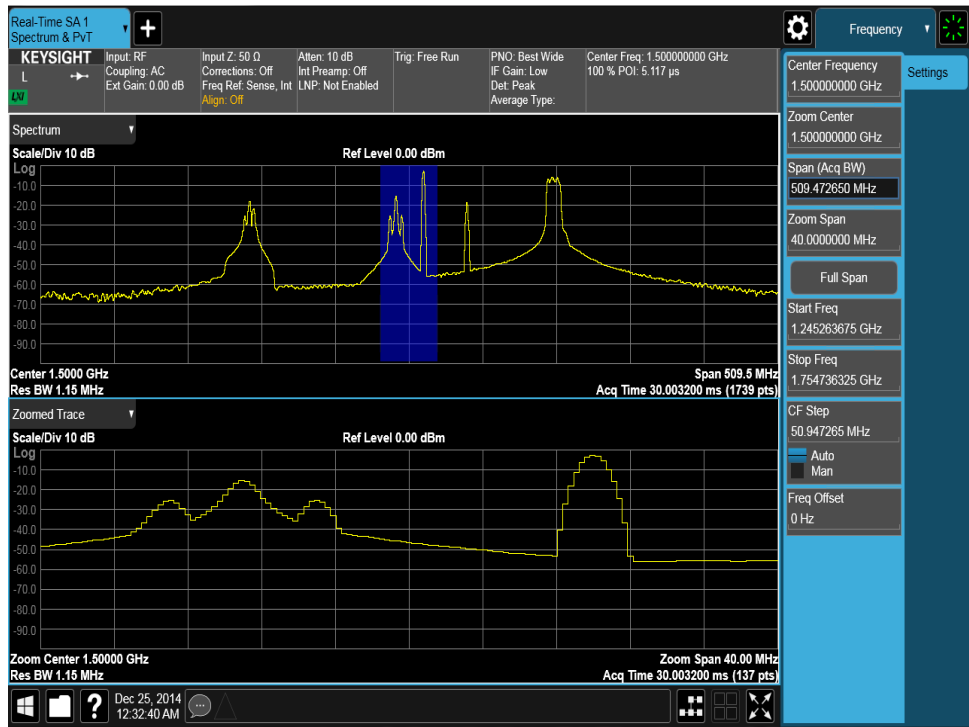 Real-Time SA 1
Spectrum & PvT
Frequency
KEYSIGHT
L
LXI
Input: RF
Coupling: AC
Ext Gain: 0.00 dB
Input Z: 50 Ω
Corrections: Off
Freq Ref: Sense, Int
Align: Off
Atten: 10 dB
Int Preamp: Off
LNP: Not Enabled
Trig: Free Run
PNO: Best Wide
IF Gain: Low
Det: Peak
Average Type:
Center Freq: 1.500000000 GHz
100 % POI: 5.117 µs
Spectrum
Scale/Div 10 dB
Ref Level 0.00 dBm
Log
-10.0
-20.0
-30.0
-40.0
-50.0
-60.0
-70.0
-80.0
-90.0
Center 1.5000 GHz
Span 509.5 MHz
Res BW 1.15 MHz
Acq Time 30.003200 ms (1739 pts)
Zoomed Trace
Scale/Div 10 dB
Ref Level 0.00 dBm
Log
-10.0
-20.0
-30.0
-40.0
-50.0
-60.0
-70.0
-80.0
-90.0
Zoom Center 1.50000 GHz
Zoom Span 40.00 MHz
Res BW 1.15 MHz
Acq Time 30.003200 ms (137 pts)
Center Frequency
1.500000000 GHz
Zoom Center
1.500000000 GHz
Span (Acq BW)
509.472650 MHz
Zoom Span
40.0000000 MHz
Full Span
Start Freq
1.245263675 GHz
Stop Freq
1.754736325 GHz
CF Step
50.947265 MHz
Auto
Man
Freq Offset
0 Hz
Settings
?
Dec 25, 2014
12:32:40 AM